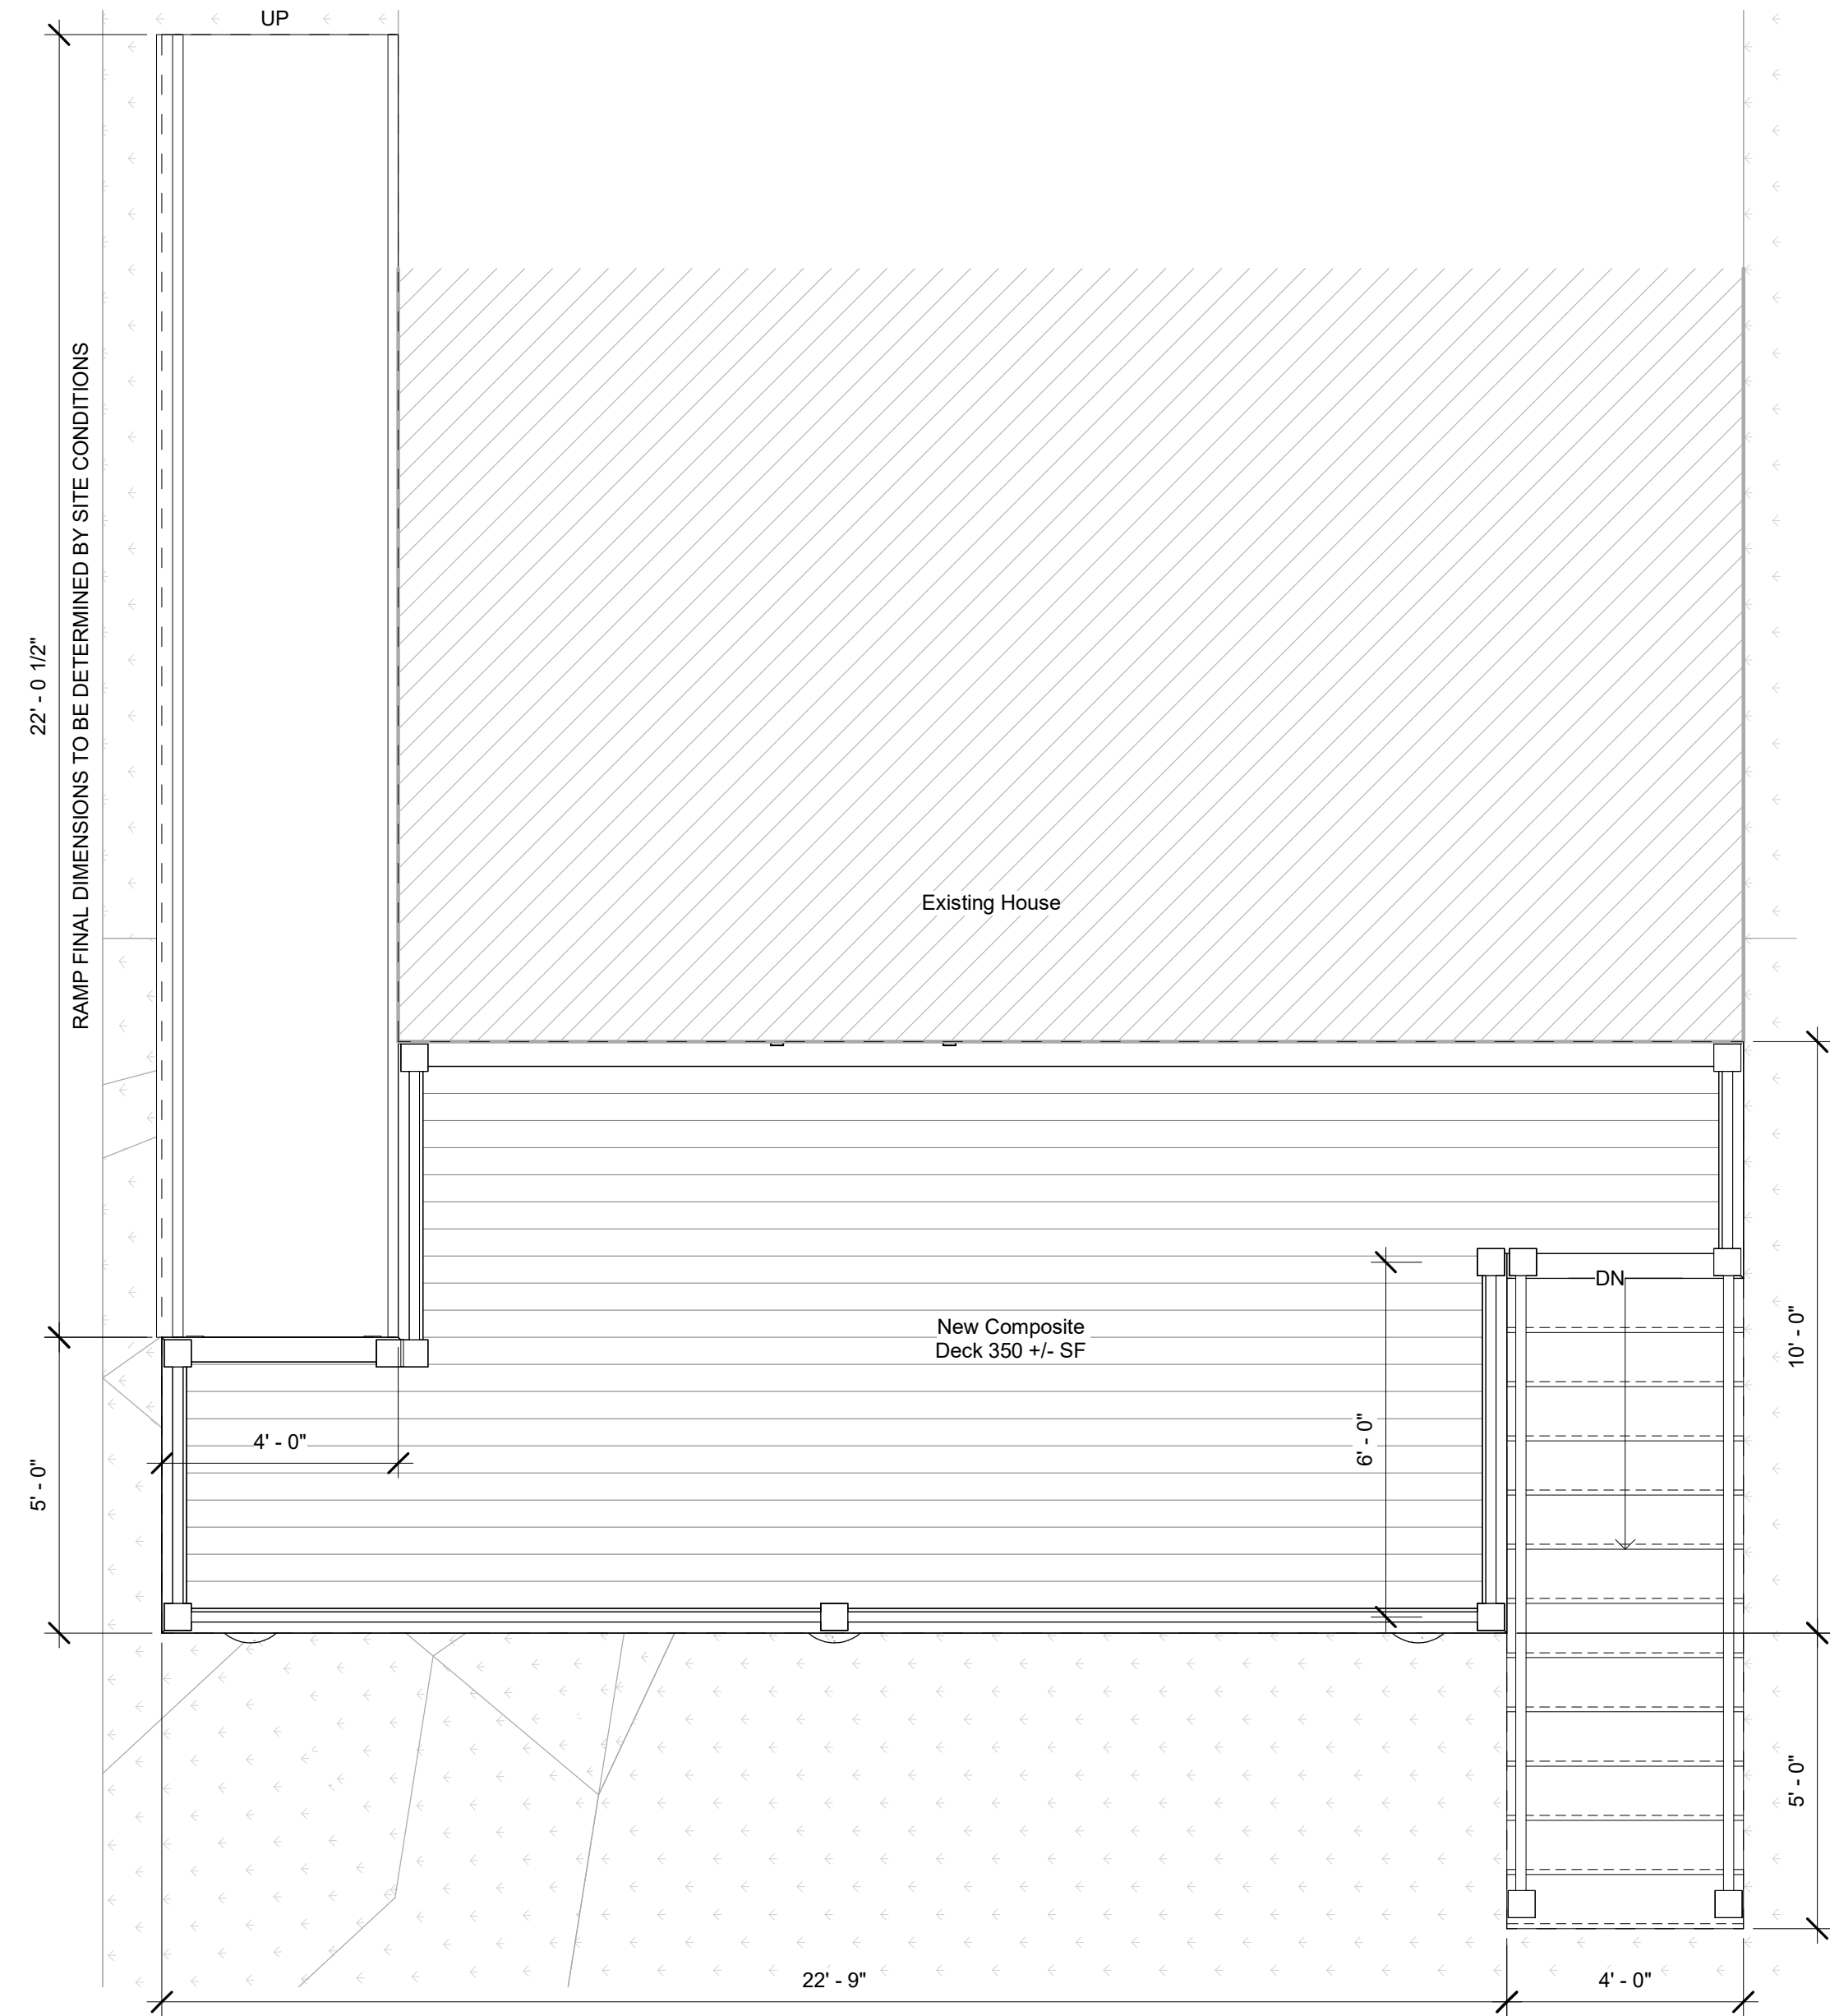 UP
RAMP FINAL DIMENSIONS TO BE DETERMINED BY SITE CONDITIONS
22' - 0 1/2"
Existing House
DN
New Composite
Deck 350 +/- SF
10' - 0"
4' - 0"
6' - 0"
5' - 0"
5' - 0"
22' - 9"
4' - 0"